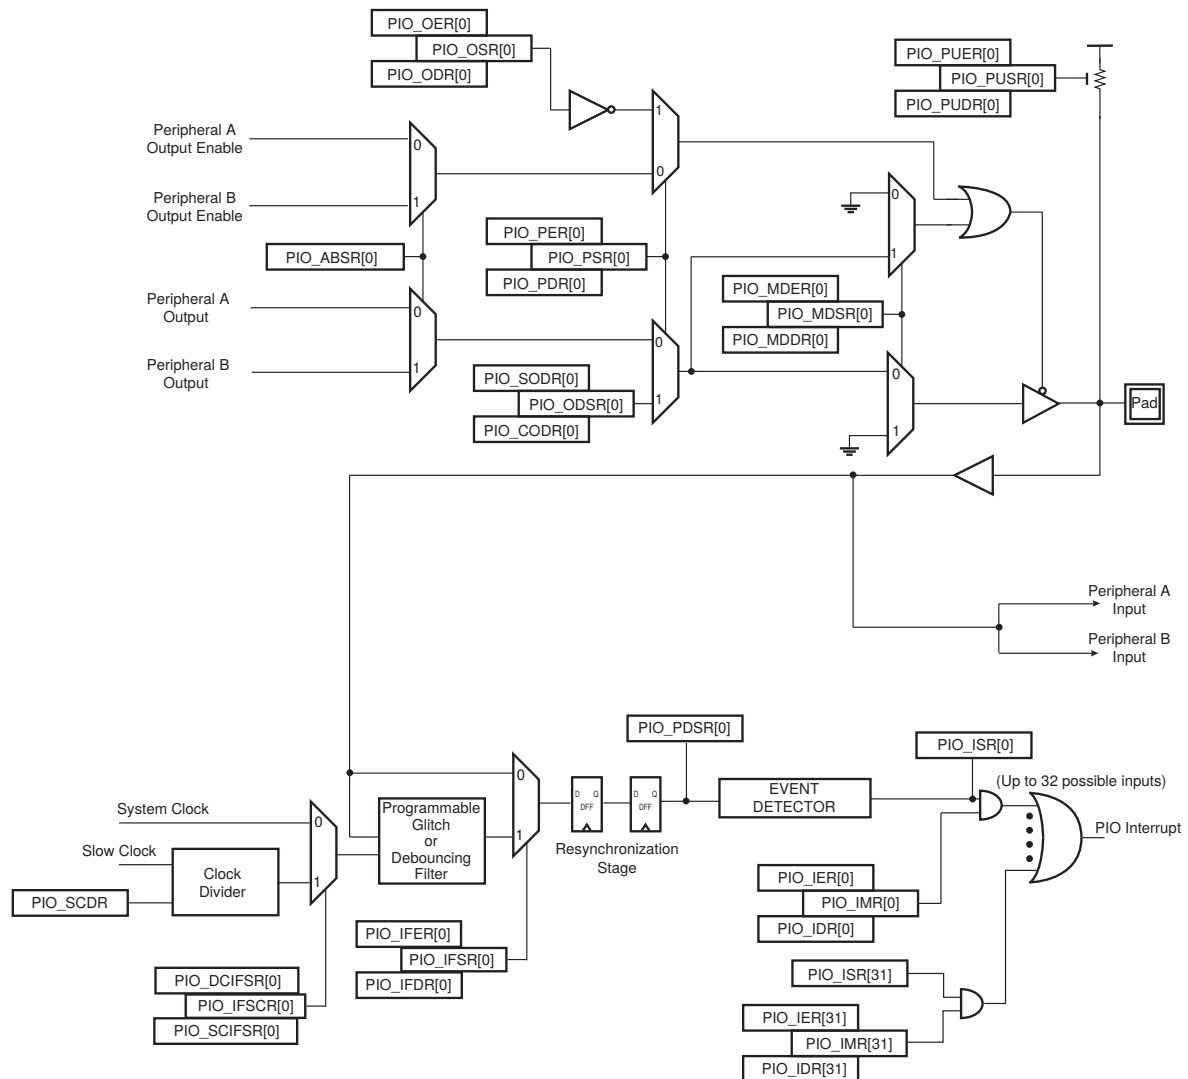 PIO_OER[0]
PIO_OSR[0]
PIO_ODR[0]
PIO_PUER[0]
PIO_PUSR[0]
PIO_PUDR[0]
1
0
Peripheral A
Output Enable
0
Peripheral B
Output Enable
1
0
1
PIO_PER[0]
PIO_PSR[0]
PIO_PDR[0]
PIO_ABSR[0]
PIO_MDER[0]
PIO_MDSR[0]
PIO_MDDR[0]
Peripheral A
Output
0
Peripheral B
Output
1
0
1
PIO_SODR[0]
PIO_ODSR[0]
PIO_CODR[0]
0
1
Pad
Peripheral A
Input
Peripheral B
Input
PIO_PDSR[0]
PIO_ISR[0]
(Up to 32 possible inputs)
0
1
D Q
DFF
D Q
DFF
Resynchronization
Stage
EVENT
DETECTOR
PIO Interrupt
System Clock
0
1
Slow Clock
Clock
Divider
PIO_SCDR
Programmable
Glitch
or
Debouncing
Filter
PIO_IER[0]
PIO_IMR[0]
PIO_IDR[0]
PIO_IFER[0]
PIO_IFSR[0]
PIO_IFDR[0]
PIO_DCIFSR[0]
PIO_IFSCR[0]
PIO_SCIFSR[0]
PIO_ISR[31]
PIO_IER[31]
PIO_IMR[31]
PIO_IDR[31]